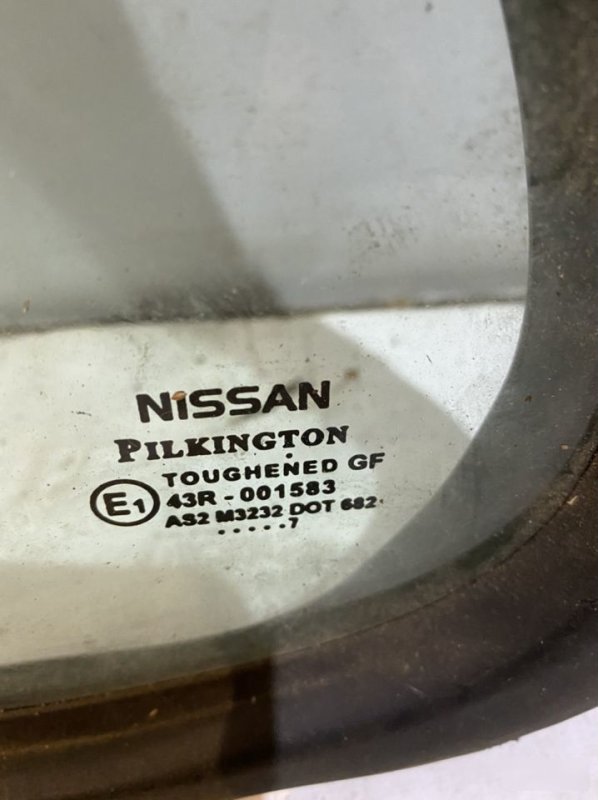 NISSAN
PILKINGTON
TOUGHENED GF
E1 43R - 001583
AS2 M3232 DOT 682
.....7